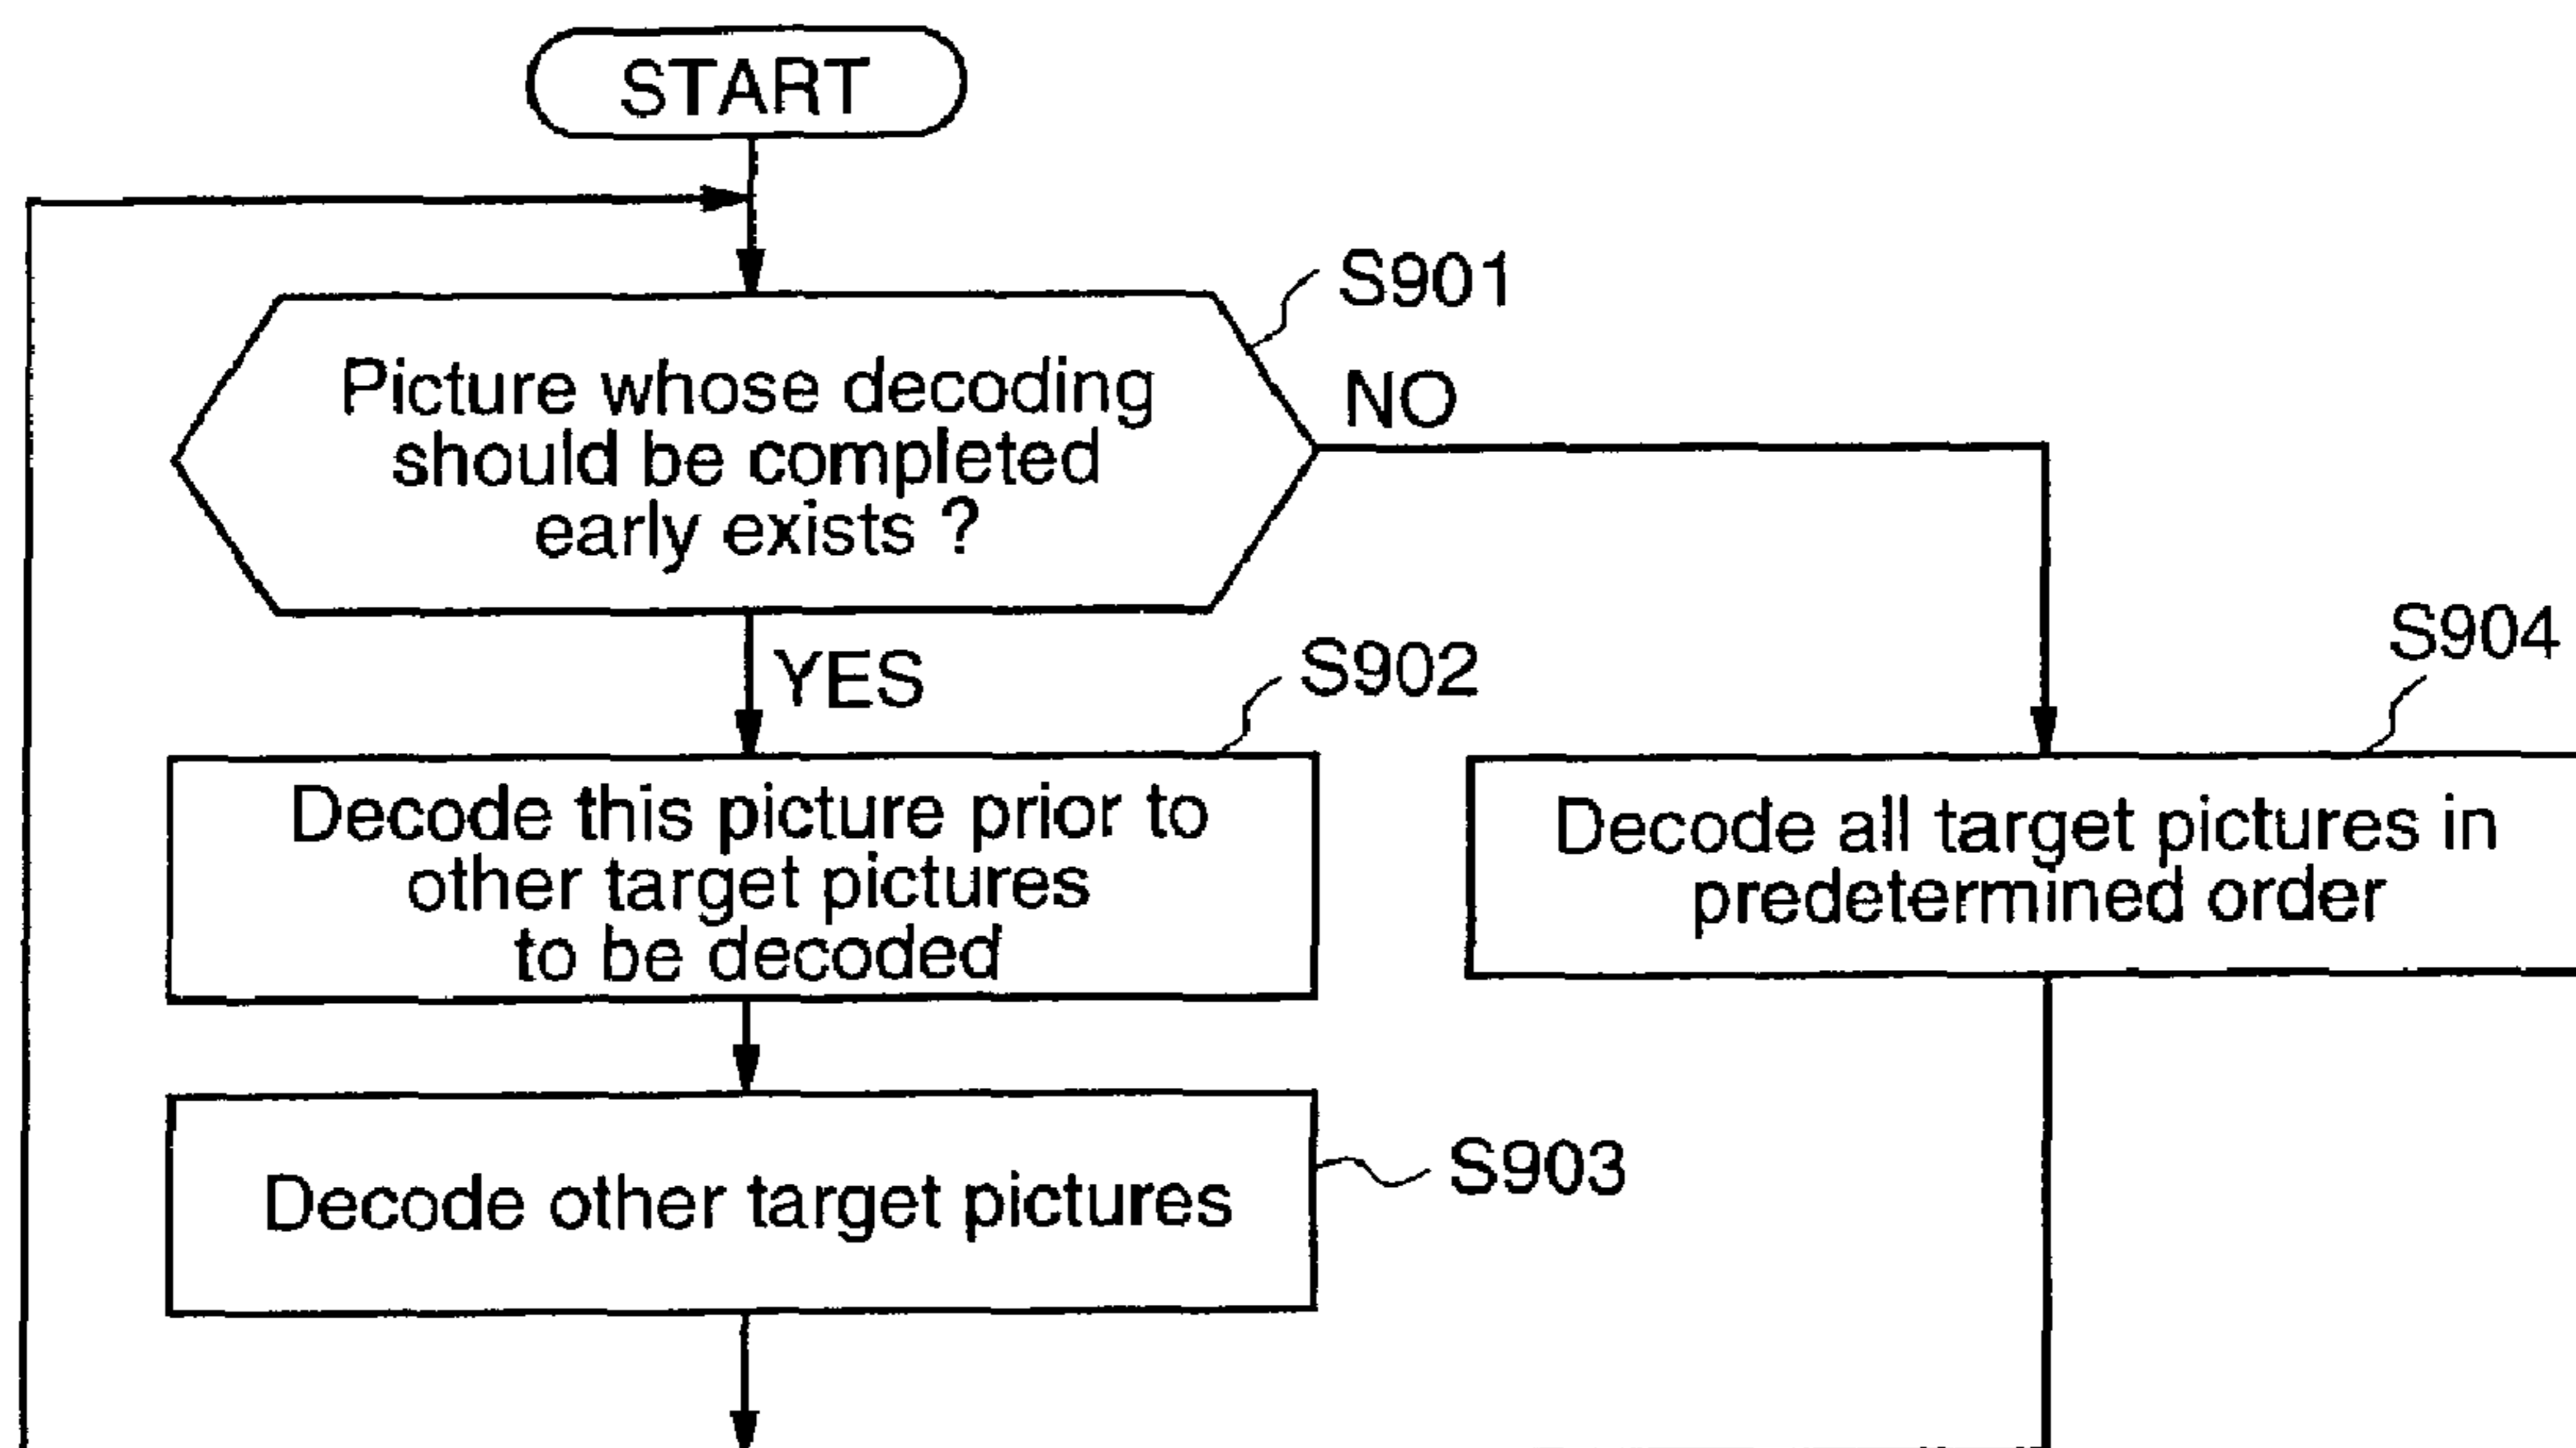 START
S901
Picture whose decoding
should be completed
early exists ?
NO
YES
S902
Decode this picture prior to
other target pictures
to be decoded
S904
Decode all target pictures in
predetermined order
Decode other target pictures
S903